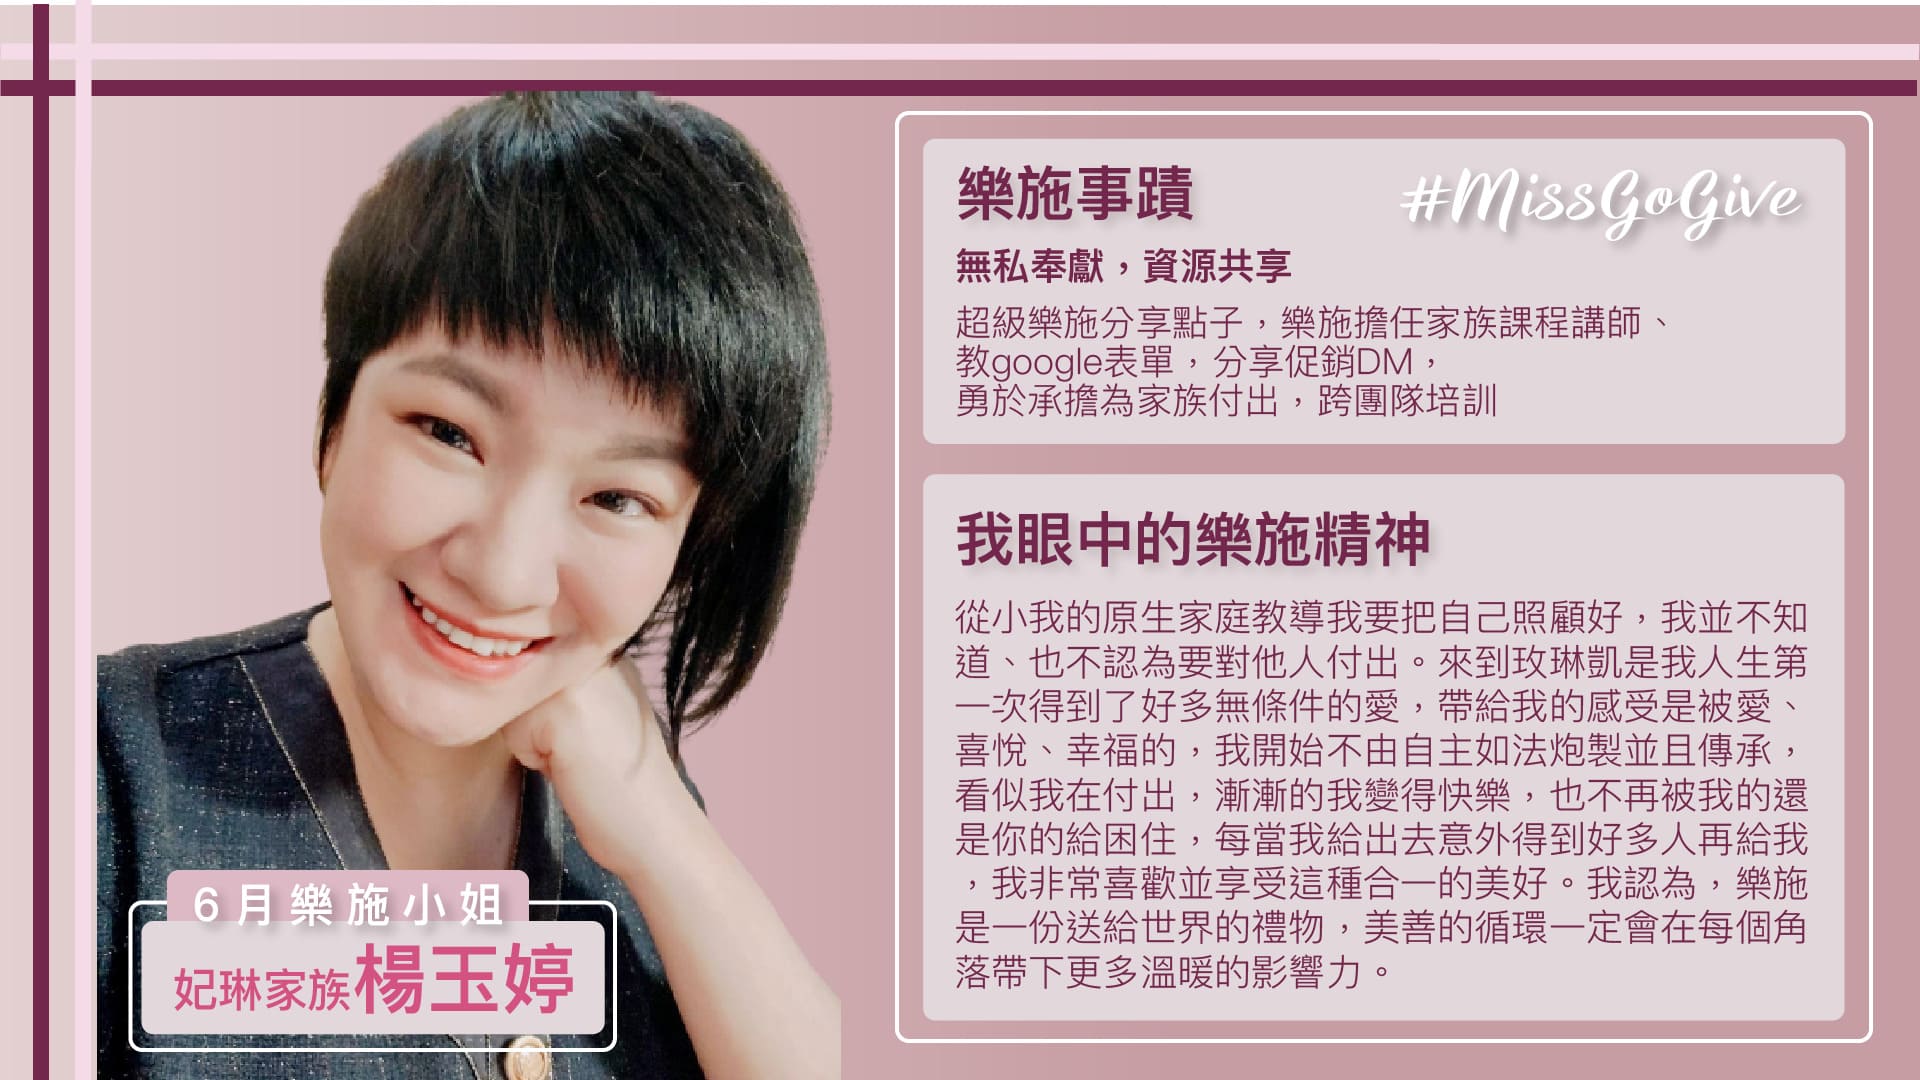 樂施事蹟
#MissGoGive
無私奉獻，資源共享
超級樂施分享點子，樂施擔任家族課程講師、
教google表單，分享促銷DM，
勇於承擔為家族付出，跨團隊培訓
我眼中的樂施精神
從小我的原生家庭教導我要把自己照顧好，我並不知
道、也不認為要對他人付出。來到玫琳凱是我人生第
一次得到了好多無條件的愛，帶給我的感受是被愛、
喜悅、幸福的，我開始不由自主如法炮製並且傳承，
看似我在付出，漸漸的我變得快樂，也不再被我的還
是你的給困住，每當我給出去意外得到好多人再給我
，我非常喜歡並享受這種合一的美好。我認為，樂施
是一份送給世界的禮物，美善的循環一定會在每個角
落帶下更多溫暖的影響力。
6月樂施小姐
妃琳家族楊玉婷